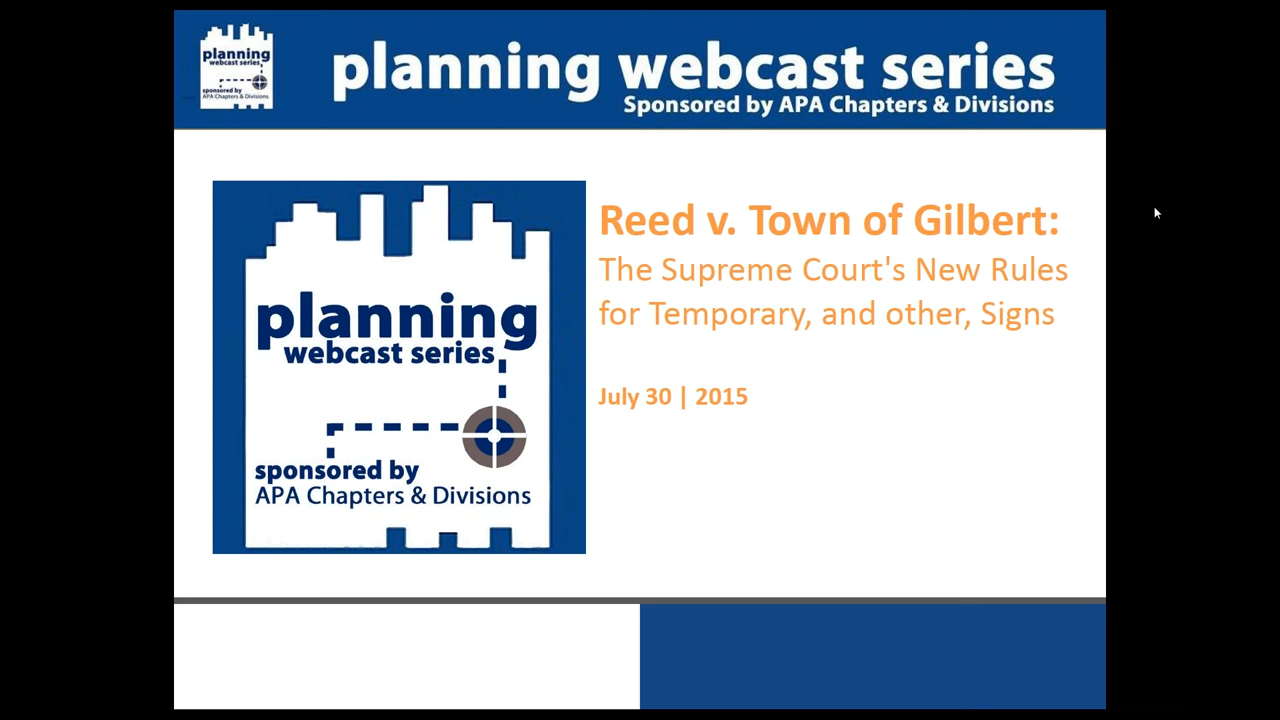 planning
webcast series
sponsored by
APA Chapters & Divisions
planning webcast series
Sponsored by APA Chapters & Divisions
planning
webcast series
sponsored by
APA Chapters & Divisions
Reed v. Town of Gilbert:
The Supreme Court's New Rules
for Temporary, and other, Signs
July 30 | 2015